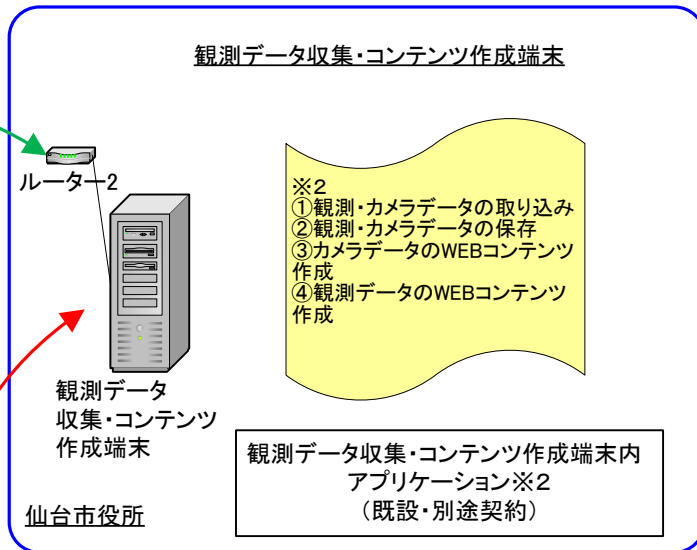 観測データ収集・コンテンツ作成端末
ルーター2
※2
①観測・カメラデータの取り込み
②観測・カメラデータの保存
③カメラデータのWEBコンテンツ
作成
④観測データのWEBコンテンツ
作成
観測データ
収集・コンテンツ
作成端末
観測データ収集・コンテンツ作成端末内
アプリケーション※2
（既設・別途契約）
仙台市役所